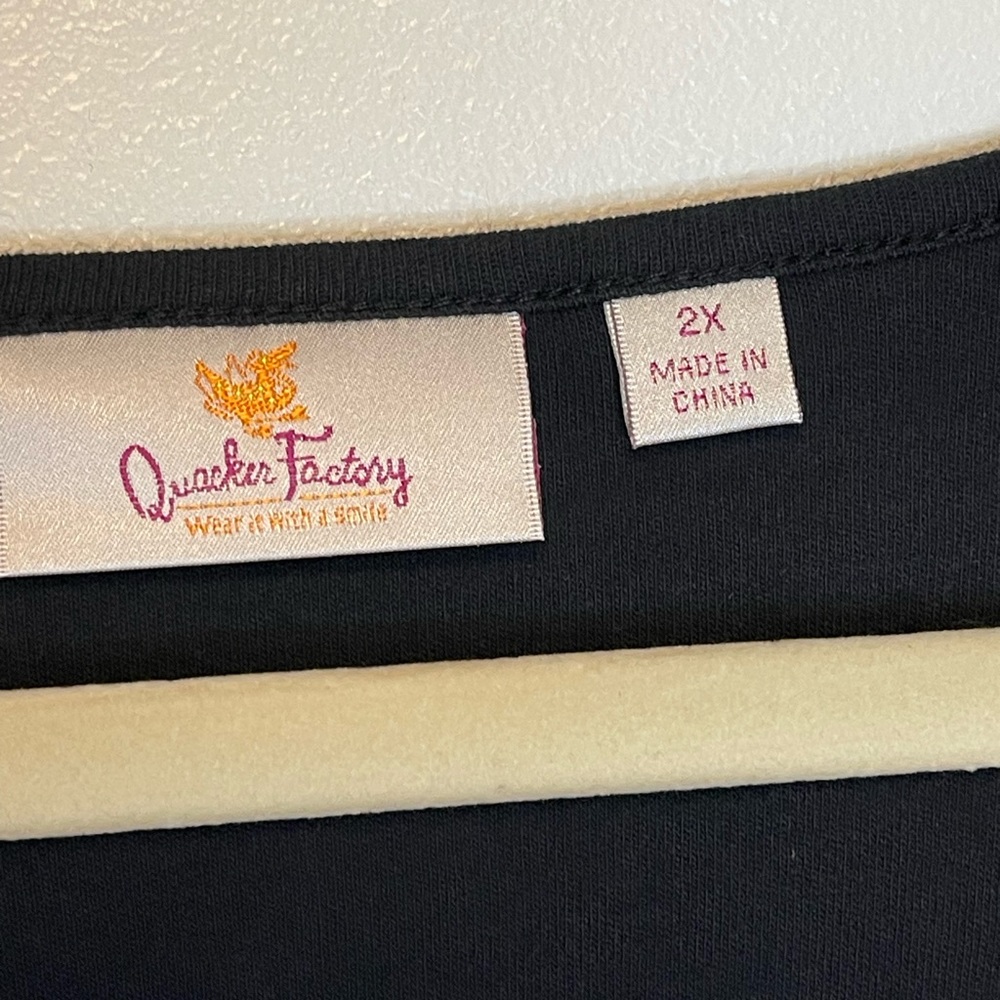 Quacker Factory
Wear it with a smile
2X
MADE IN
CHINA